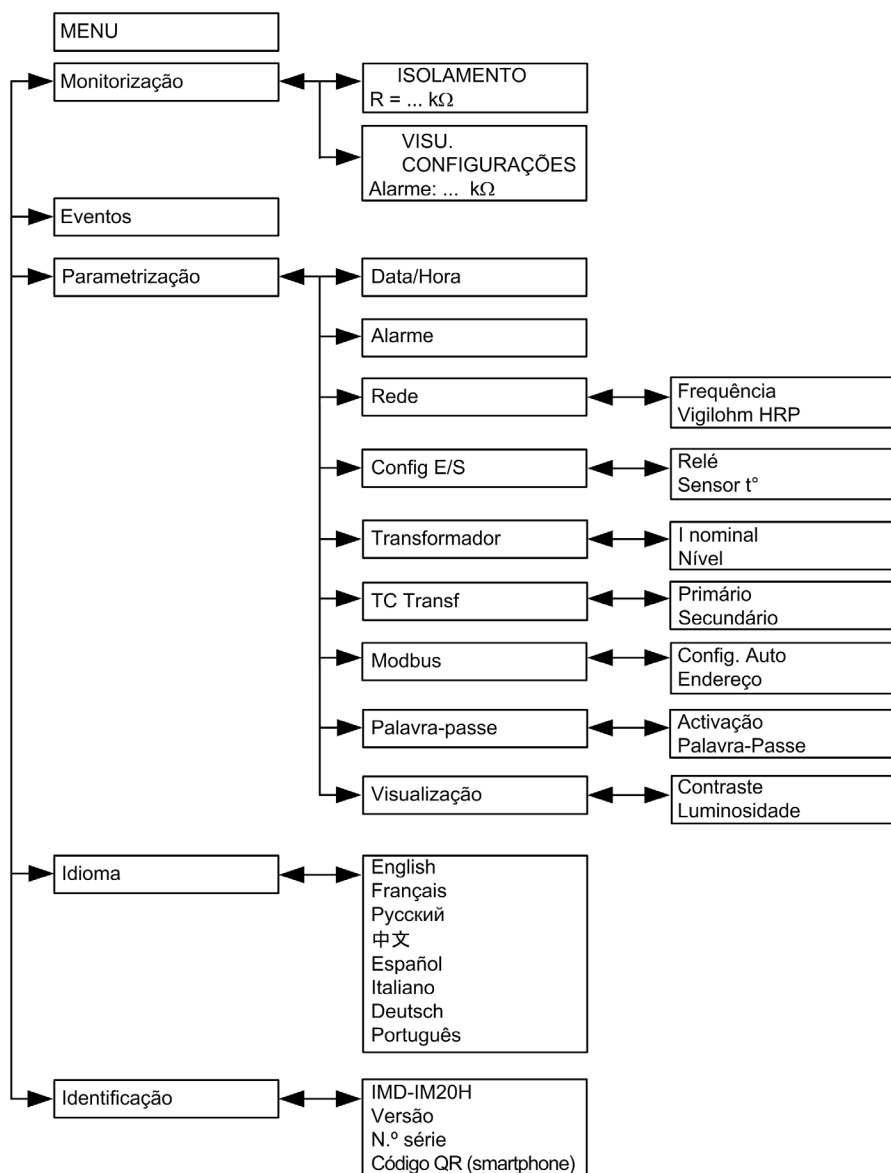 MENU
Monitorização
ISOLAMENTO
R = ... kΩ
VISU.
CONFIGURAÇÕES
Alarme: ... kΩ
Eventos
Parametrização
Data/Hora
Alarme
Rede
Frequência
Vigilohm HRP
Config E/S
Relé
Sensor t°
Transformador
I nominal
Nível
TC Transf
Primário
Secundário
Modbus
Config. Auto
Endereço
Palavra-passe
Activação
Palavra-Passe
Visualização
Contraste
Luminosidade
Idioma
English
Français
Русский
中文
Español
Italiano
Deutsch
Português
Identificação
IMD-IM20H
Versão
N.º série
Código QR (smartphone)